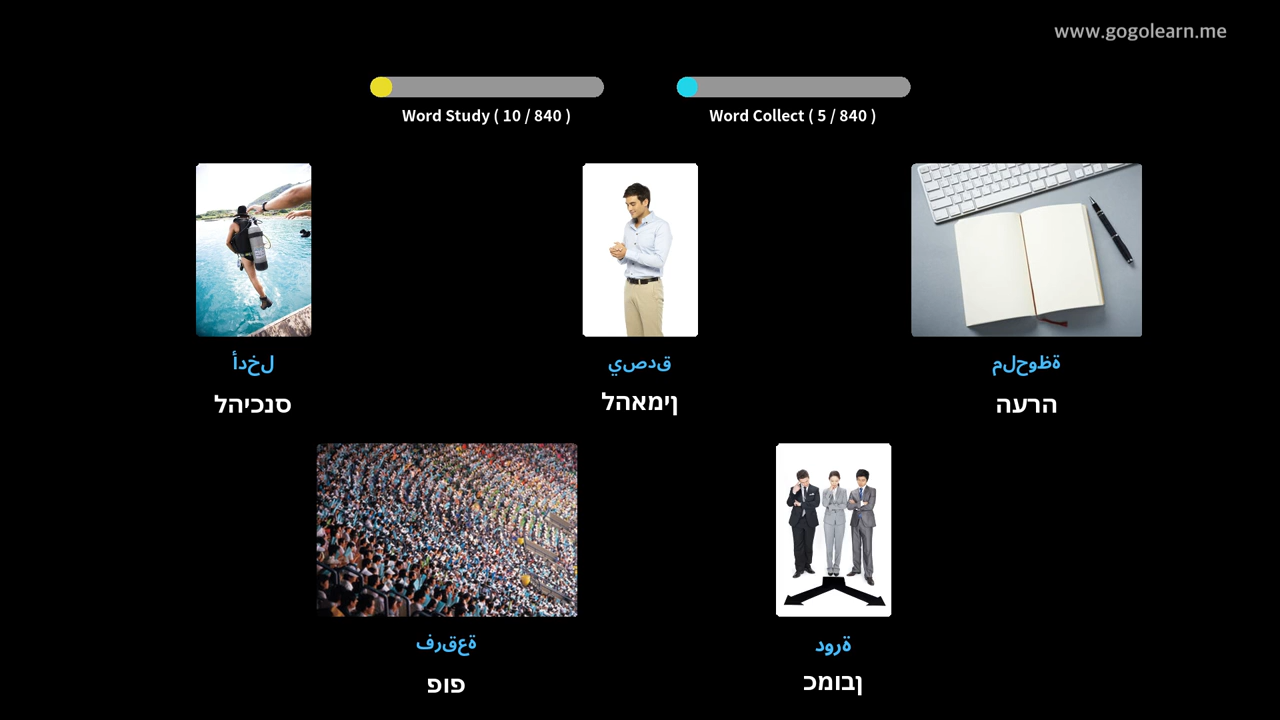 www.gogolearn.me
Word Study ( 10 / 840 )
Word Collect ( 5 / 840 )
لخدأ
סנכיהל
قدصي
ןימאהל
ةظوحلم
הרעה
ةعقرف
פופ
ةرود
ןבומכ